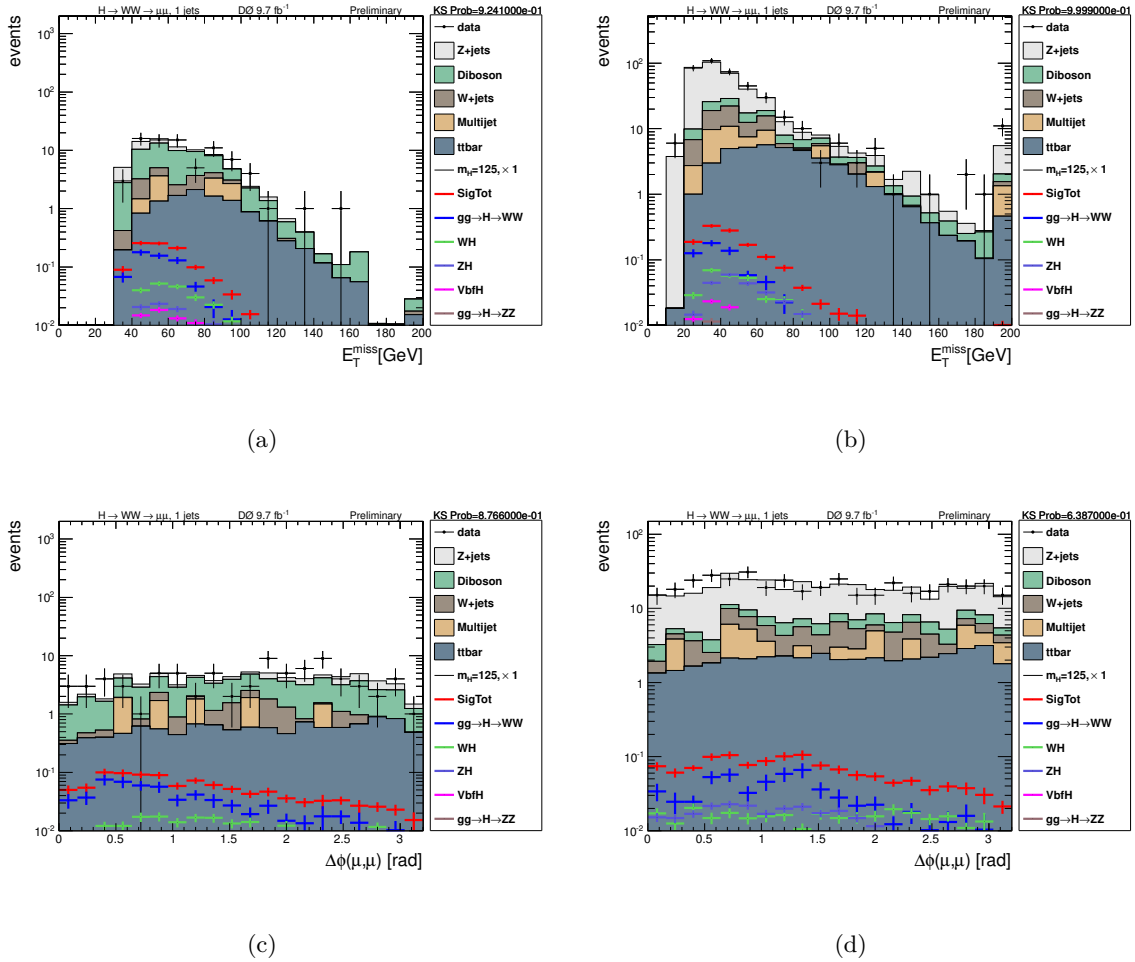 H → WW → μμ, 1 jets DØ 9.7 fb⁻¹ Preliminary KS Prob=9.241000e-01
events
10³
10²
10
1
10⁻¹
10⁻²
0 20 40 60 80 100 120 140 160 180 200
E_T^miss[GeV]
data
Z+jets
Diboson
W+jets
Multijet
ttbar
m_H=125, × 1
SigTot
gg→H→WW
WH
ZH
VbfH
gg→H→ZZ
(a)
H → WW → μμ, 1 jets DØ 9.7 fb⁻¹ Preliminary KS Prob=9.999000e-01
events
10²
10
1
10⁻¹
10⁻²
0 20 40 60 80 100 120 140 160 180 200
E_T^miss[GeV]
data
Z+jets
Diboson
W+jets
Multijet
ttbar
m_H=125, × 1
SigTot
gg→H→WW
WH
ZH
VbfH
gg→H→ZZ
(b)
H → WW → μμ, 1 jets DØ 9.7 fb⁻¹ Preliminary KS Prob=8.766000e-01
events
10³
10²
10
1
10⁻¹
10⁻²
0 0.5 1 1.5 2 2.5 3
Δϕ(μ,μ) [rad]
data
Z+jets
Diboson
W+jets
Multijet
ttbar
m_H=125, × 1
SigTot
gg→H→WW
WH
ZH
VbfH
gg→H→ZZ
(c)
H → WW → μμ, 1 jets DØ 9.7 fb⁻¹ Preliminary KS Prob=6.387000e-01
events
10²
10
1
10⁻¹
10⁻²
0 0.5 1 1.5 2 2.5 3
Δϕ(μ,μ) [rad]
data
Z+jets
Diboson
W+jets
Multijet
ttbar
m_H=125, × 1
SigTot
gg→H→WW
WH
ZH
VbfH
gg→H→ZZ
(d)